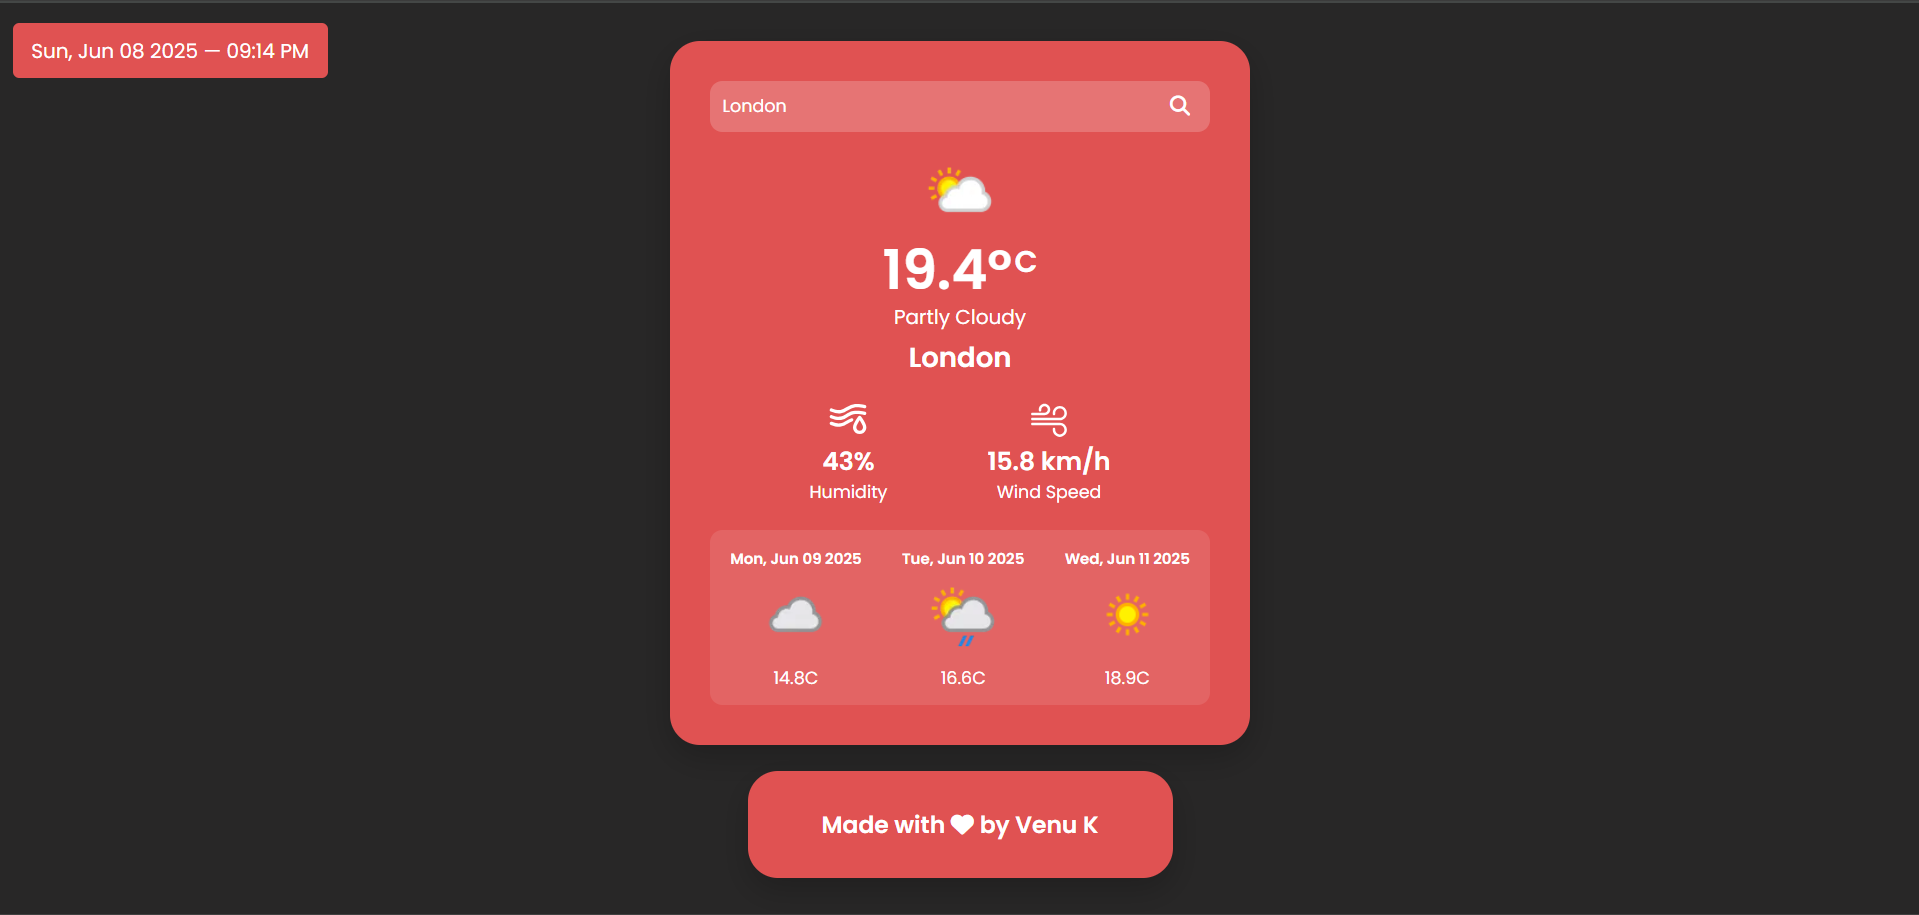 Sun, Jun 08 2025 — 09:14 PM
London
19.4°C
Partly Cloudy
London
43%
Humidity
15.8 km/h
Wind Speed
Mon, Jun 09 2025
14.8C
Tue, Jun 10 2025
16.6C
Wed, Jun 11 2025
18.9C
Made with ♥ by Venu K